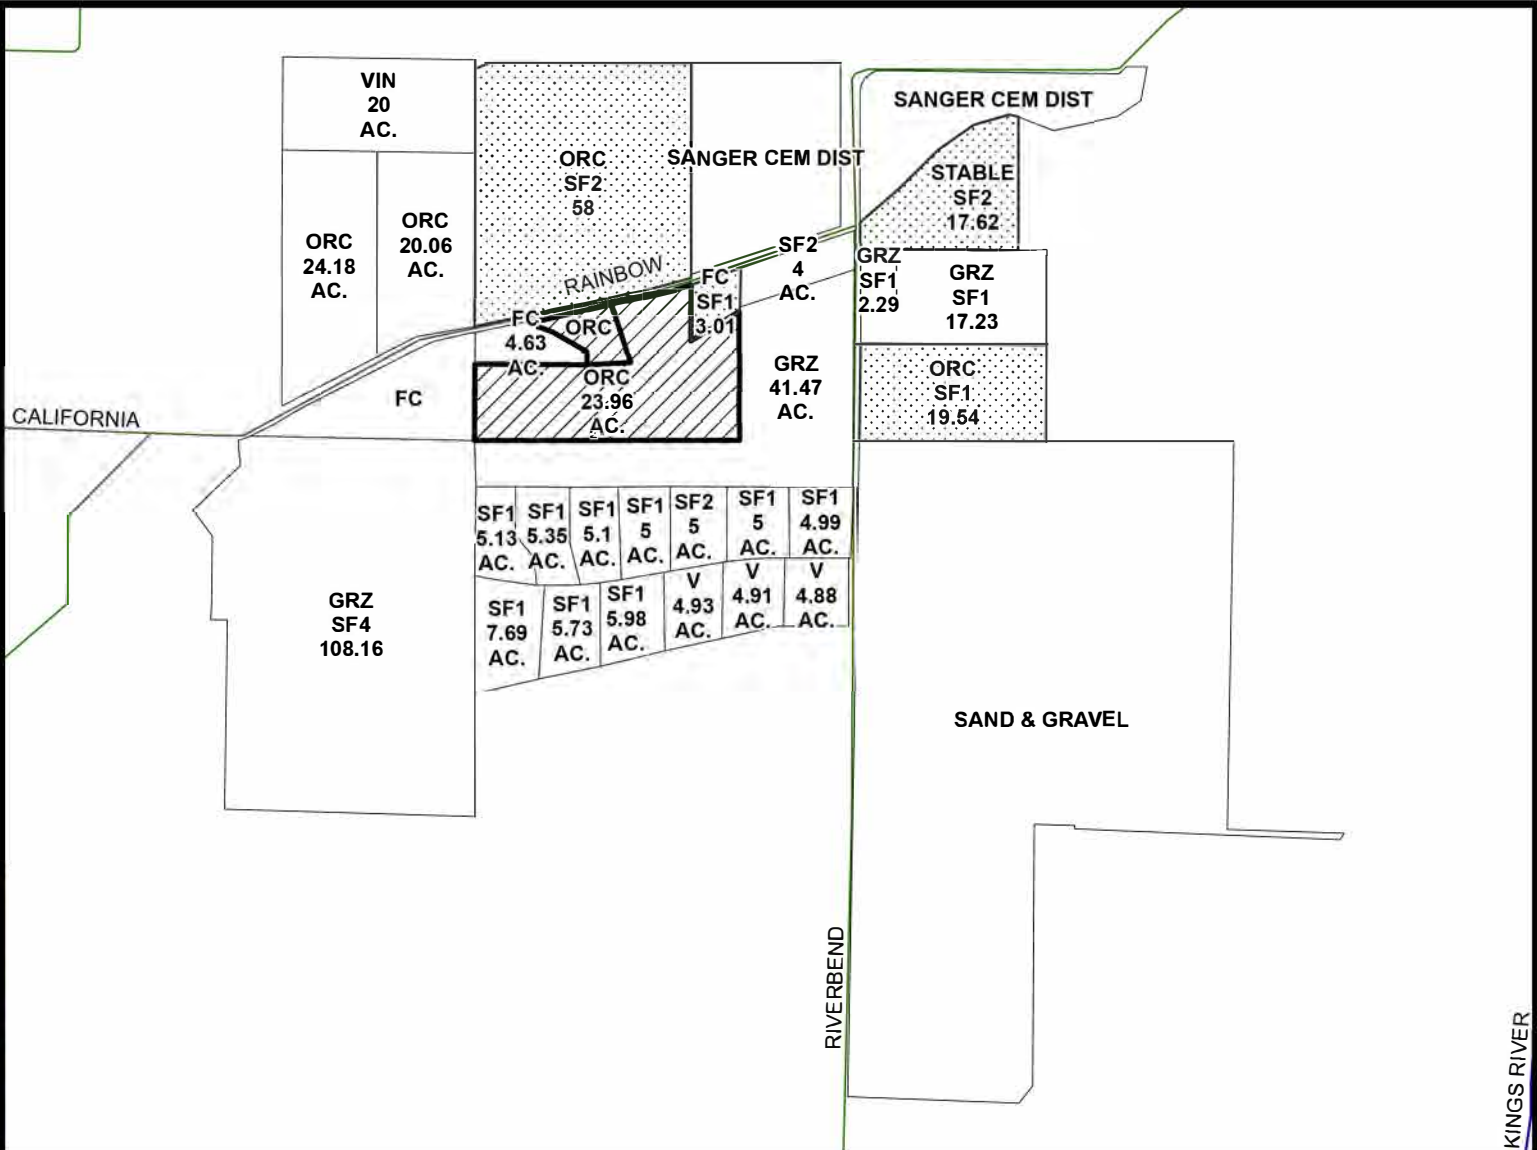 VIN
20
AC.
SANGER CEM DIST
ORC
SF2
58
SANGER CEM DIST
STABLE
SF2
17.62
ORC
24.18
AC.
ORC
20.06
AC.
RAINBOW
SF2
4
AC.
GRZ
SF1
2.29
GRZ
SF1
17.23
FC
SF1
3.01
FC
4.63
AC.
ORC
ORC
23.96
AC.
GRZ
41.47
AC.
ORC
SF1
19.54
FC
CALIFORNIA
SF1
5.13
AC.
SF1
5.35
AC.
SF1
5.1
AC.
SF1
5
AC.
SF2
5
AC.
SF1
5
AC.
SF1
4.99
AC.
SF1
7.69
AC.
SF1
5.73
AC.
SF1
5.98
AC.
V
4.93
AC.
V
4.91
AC.
V
4.88
AC.
GRZ
SF4
108.16
SAND & GRAVEL
RIVERBEND
KINGS RIVER